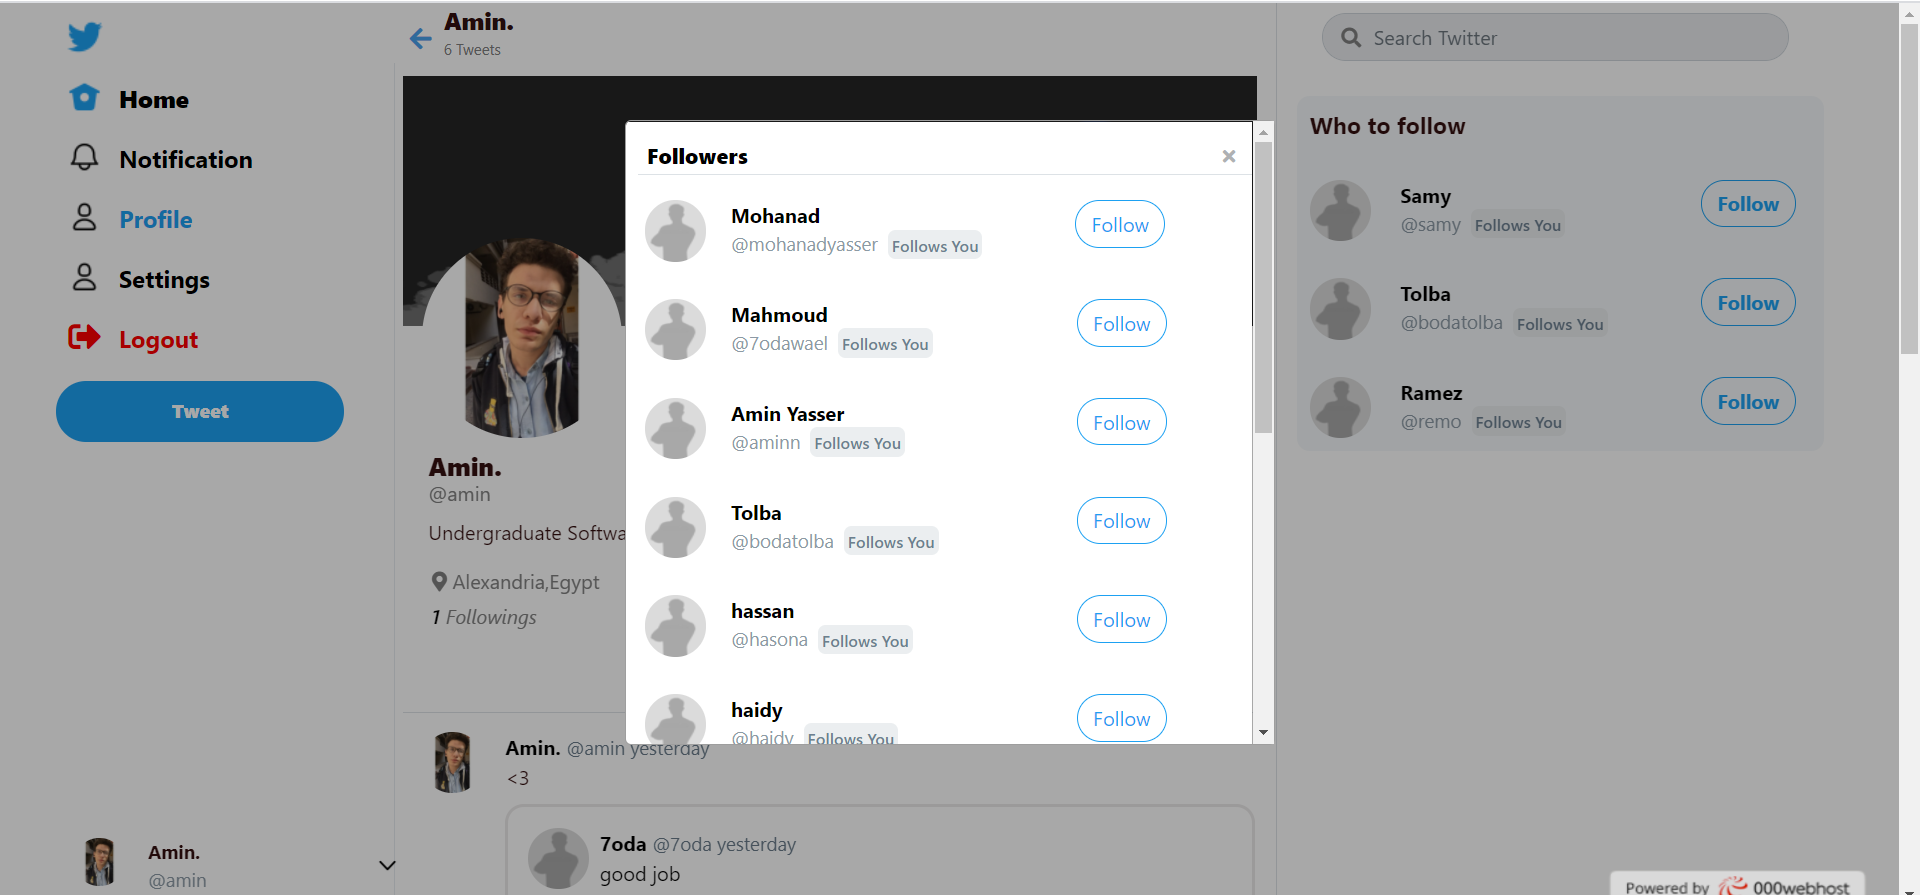 Home
Notification
Profile
Settings
Logout
Tweet
Amin.
@amin
Amin.
6 Tweets
Amin.
@amin
Undergraduate Softwa
Alexandria,Egypt
1 Followings
Followers
×
Mohanad
@mohanadyasser Follows You
Follow
Mahmoud
@7odawael Follows You
Follow
Amin Yasser
@aminn Follows You
Follow
Tolba
@bodatolba Follows You
Follow
hassan
@hasona Follows You
Follow
haidy
@haidy Follows You
Follow
Amin. @amin yesterday
<3
7oda @7oda yesterday
good job
Search Twitter
Who to follow
Samy
@samy Follows You
Follow
Tolba
@bodatolba Follows You
Follow
Ramez
@remo Follows You
Follow
Powered by 000webhost